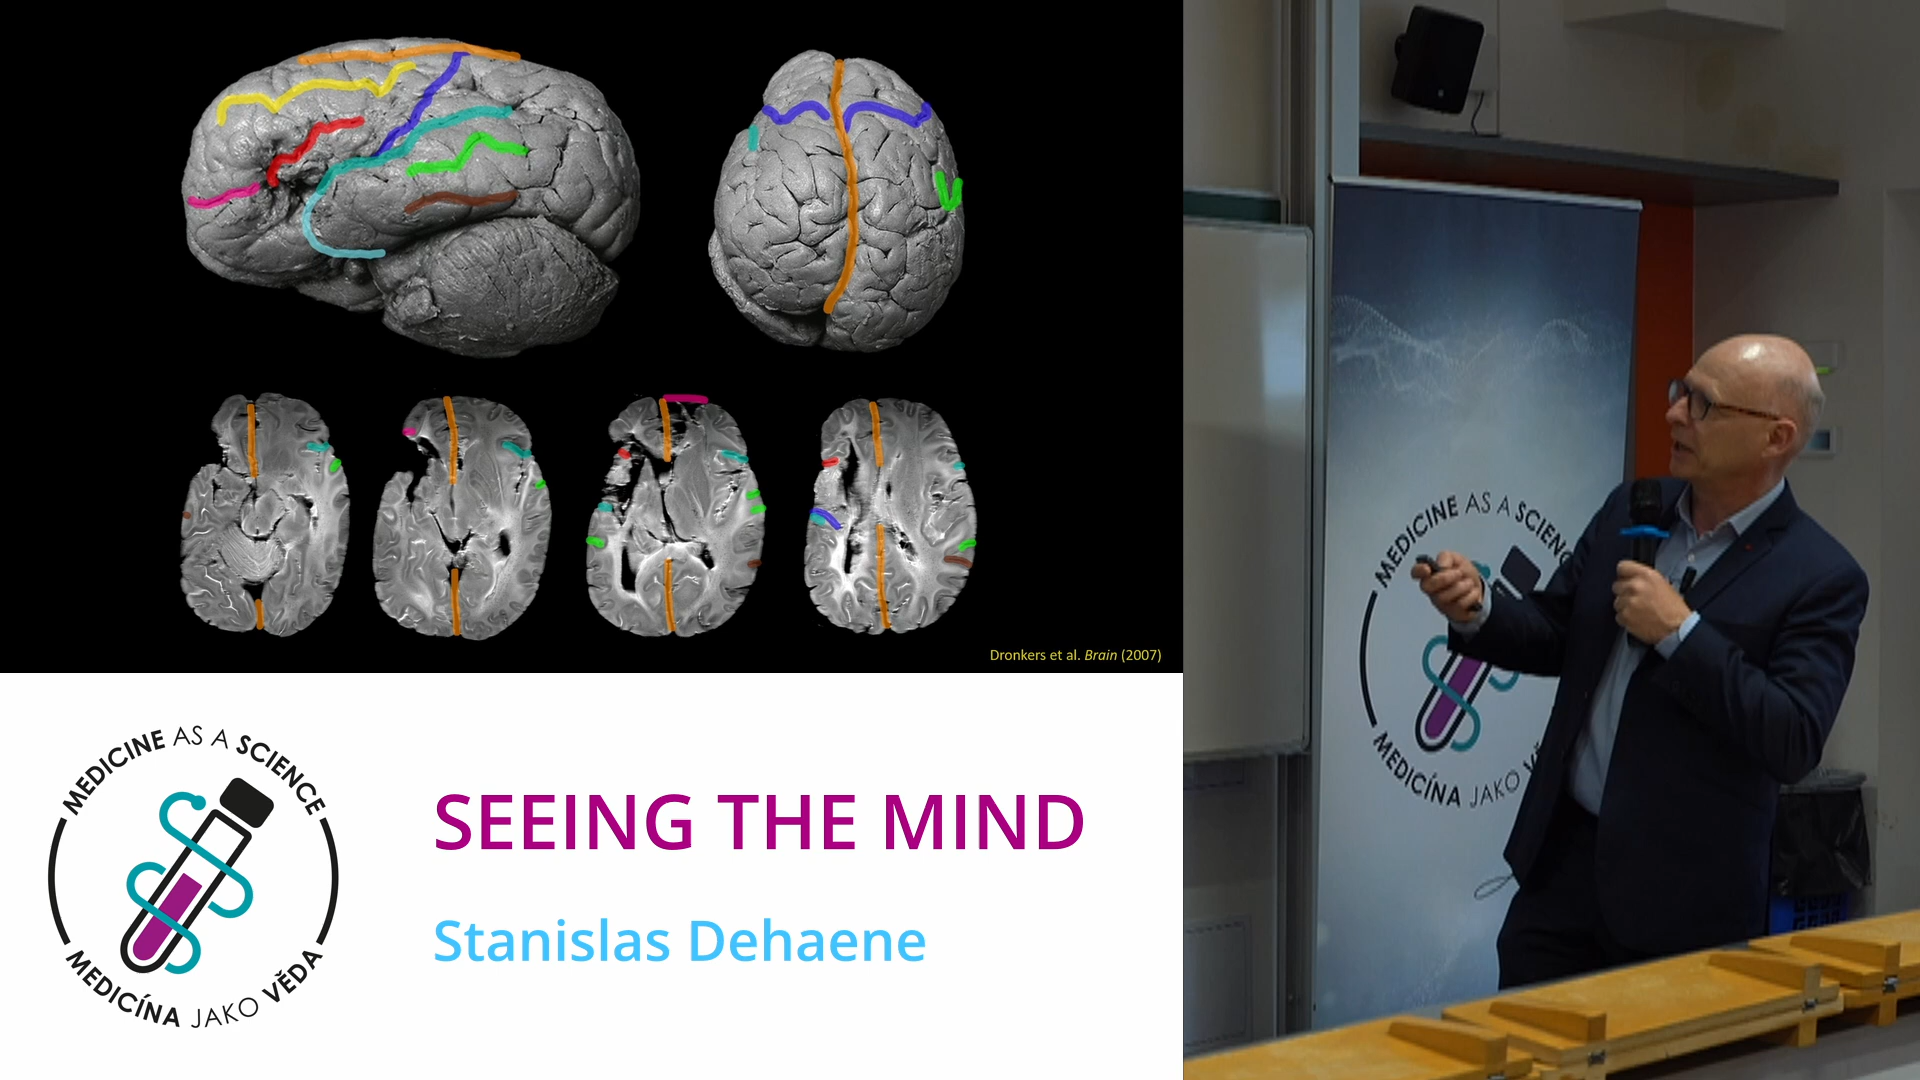 Dronkers et al. Brain (2007)
MEDICINE AS A SCIENCE
MEDICÍNA JAKO VĚDA
SEEING THE MIND
Stanislas Dehaene
MEDICINE AS A
MEDICÍNA JAKO